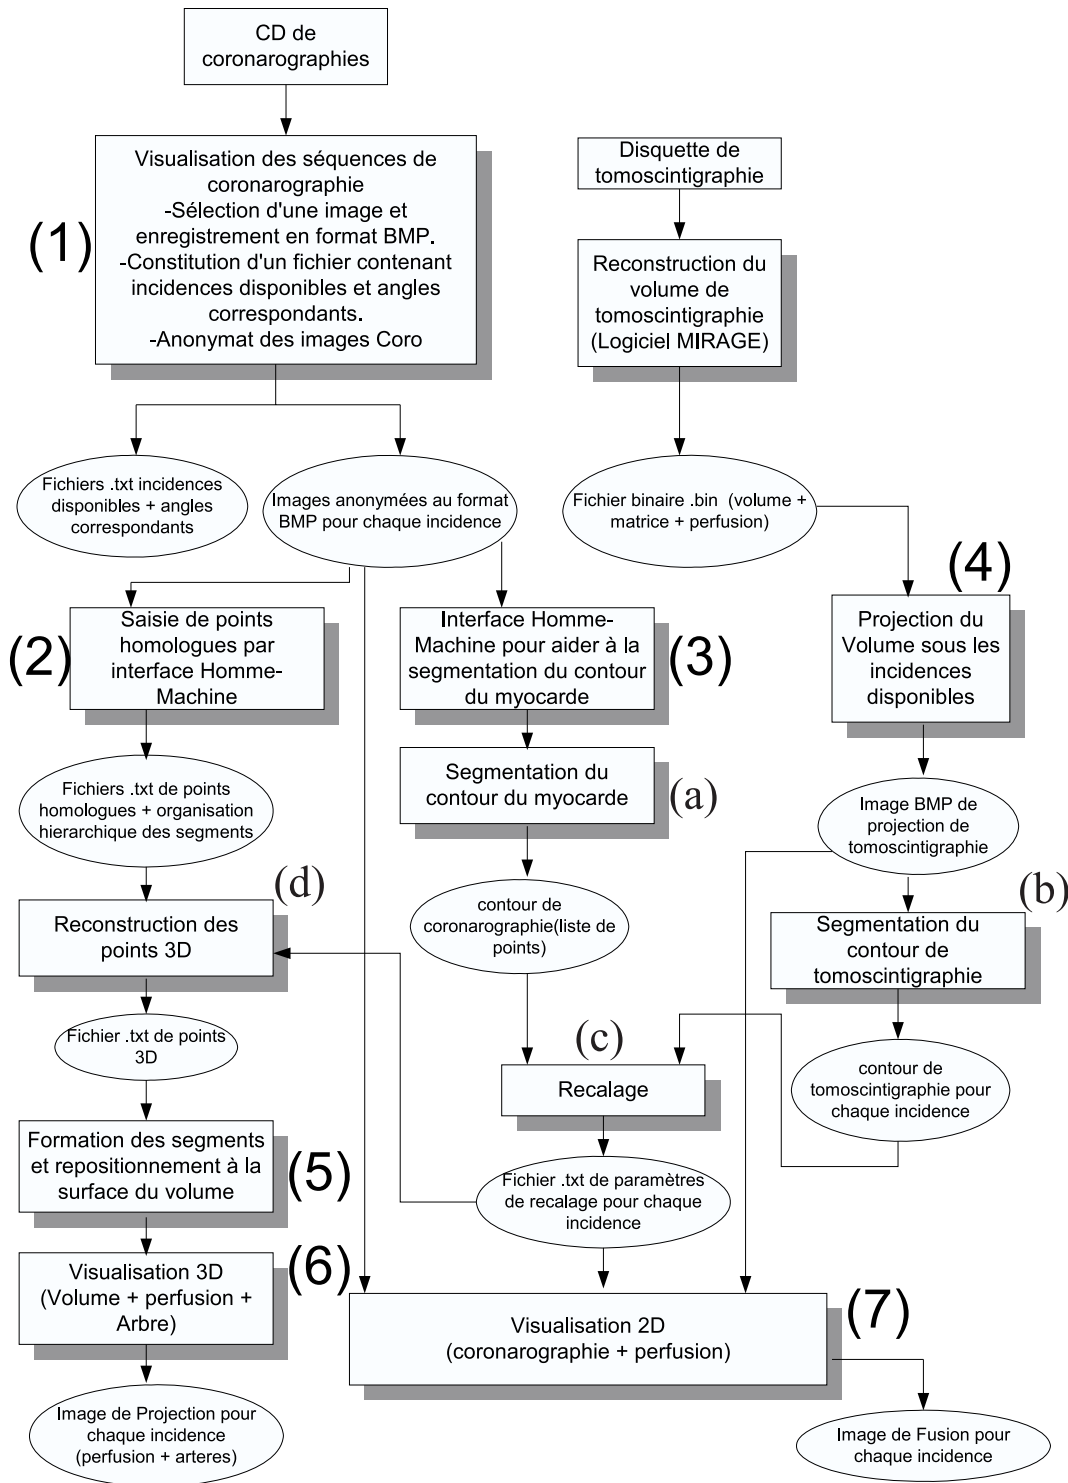 CD de
coronarographies
Visualisation des séquences de
coronarographie
-Sélection d'une image et
enregistrement en format BMP.
-Constitution d'un fichier contenant
incidences disponibles et angles
correspondants.
-Anonymat des images Coro
(1)
Disquette de
tomoscintigraphie
Reconstruction du
volume de
tomoscintigraphie
(Logiciel MIRAGE)
Fichiers .txt incidences
disponibles + angles
correspondants
Images anonymées au format
BMP pour chaque incidence
Fichier binaire .bin (volume +
matrice + perfusion)
(4)
(2)
Saisie de points
homologues par
interface Homme-
Machine
Interface Homme-
Machine pour aider à la
segmentation du contour
du myocarde
(3)
Projection du
Volume sous les
incidences
disponibles
Fichiers .txt de points
homologues + organisation
hierarchique des segments
Segmentation du
contour du myocarde
(a)
Image BMP de
projection de
tomoscintigraphie
(d)
Reconstruction des
points 3D
contour de
coronarographie(liste de
points)
(b)
Segmentation du
contour de
tomoscintigraphie
Fichier .txt de points
3D
(c)
Recalage
contour de
tomoscintigraphie pour
chaque incidence
Formation des segments
et repositionnement à la
surface du volume
(5)
Fichier .txt de paramètres
de recalage pour chaque
incidence
Visualisation 3D
(Volume + perfusion +
Arbre)
(6)
Visualisation 2D
(coronarographie + perfusion)
(7)
Image de Projection pour
chaque incidence
(perfusion + arteres)
Image de Fusion pour
chaque incidence